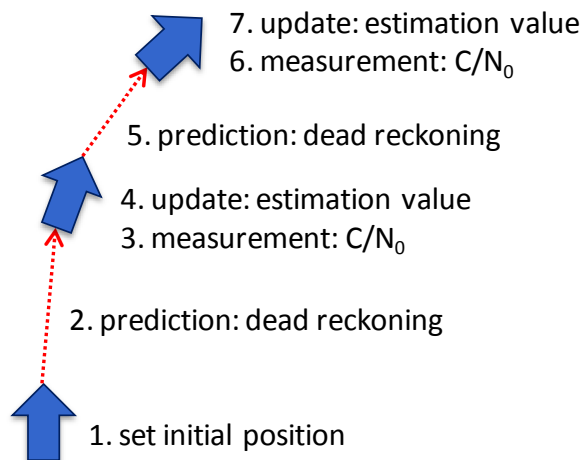 7. update: estimation value
6. measurement: C/N₀
5. prediction: dead reckoning
4. update: estimation value
3. measurement: C/N₀
2. prediction: dead reckoning
1. set initial position